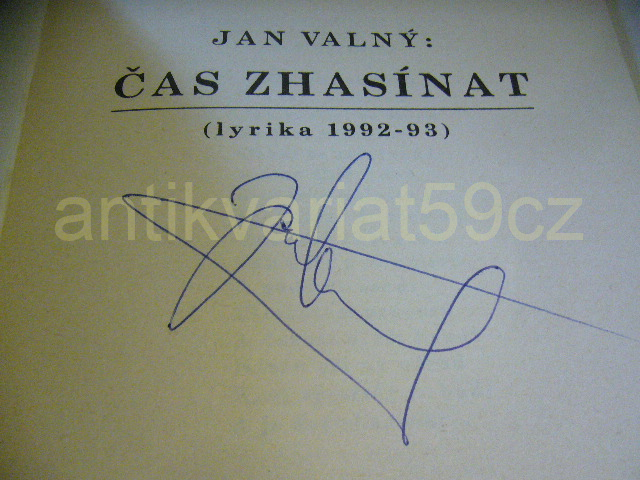 JAN VALNÝ:
ČAS ZHASÍNAT
(lyrika 1992-93)
antikvariat59cz